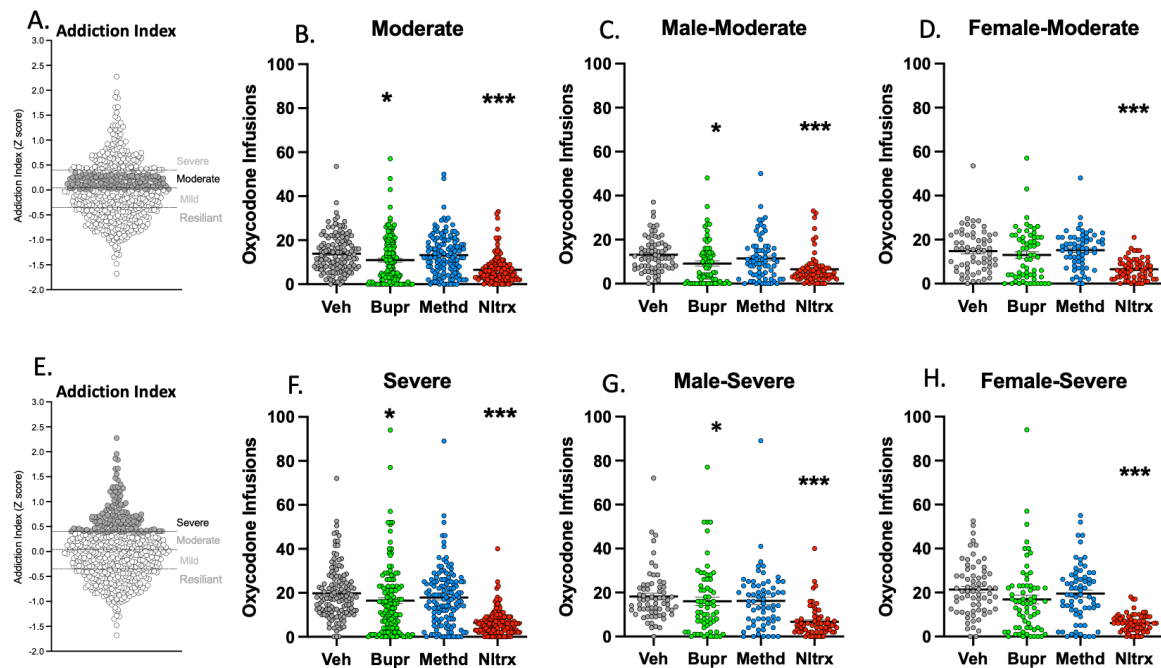 A.
Addiction Index
Addiction Index (Z score)
3.0
2.5
2.0
1.5
1.0
0.5
0.0
-0.5
-1.0
-1.5
-2.0
Severe
Moderate
Mild
Resiliant
B.
Moderate
Oxycodone Infusions
100
80
60
40
20
0
*
***
Veh Bupr Methd Nltrx
C.
Male-Moderate
Oxycodone Infusions
100
80
60
40
20
0
*
***
Veh Bupr Methd Nltrx
D.
Female-Moderate
Oxycodone Infusions
100
80
60
40
20
0
***
Veh Bupr Methd Nltrx
E.
Addiction Index
Addiction Index (Z score)
3.0
2.5
2.0
1.5
1.0
0.5
0.0
-0.5
-1.0
-1.5
-2.0
Severe
Moderate
Mild
Resiliant
F.
Severe
Oxycodone Infusions
100
80
60
40
20
0
*
***
Veh Bupr Methd Nltrx
G.
Male-Severe
Oxycodone Infusions
100
80
60
40
20
0
*
***
Veh Bupr Methd Nltrx
H.
Female-Severe
Oxycodone Infusions
100
80
60
40
20
0
***
Veh Bupr Methd Nltrx